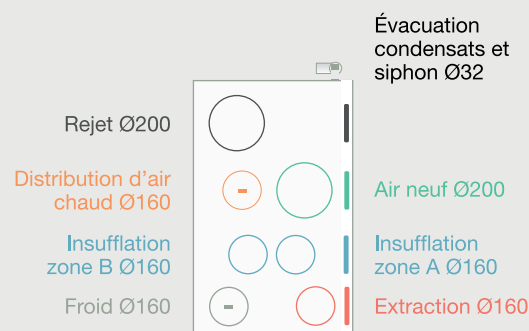 Évacuation
condensats et
siphon Ø32
Rejet Ø200
Distribution d'air
chaud Ø160
Air neuf Ø200
Insufflation
zone B Ø160
Insufflation
zone A Ø160
Froid Ø160
Extraction Ø160